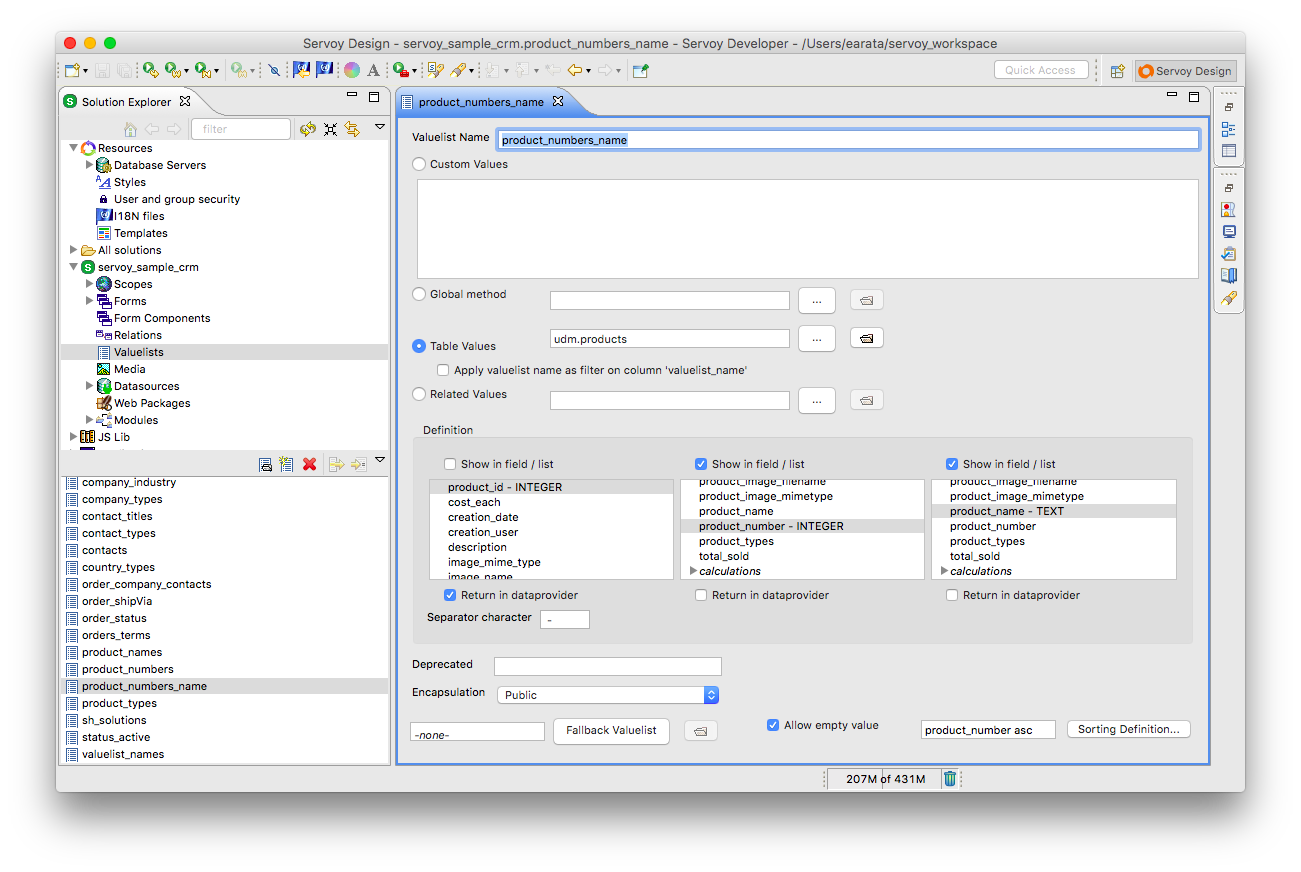 Servoy Design - servoy_sample_crm.product_numbers_name - Servoy Developer - /Users/earata/servoy_workspace
Quick Access
Servoy Design
Solution Explorer
filter
Resources
Database Servers
Styles
User and group security
I18N files
Templates
All solutions
servoy_sample_crm
Scopes
Forms
Form Components
Relations
Valuelists
Media
Datasources
Web Packages
Modules
JS Lib
company_industry
company_types
contact_titles
contact_types
contacts
country_types
order_company_contacts
order_shipVia
order_status
orders_terms
product_names
product_numbers
product_numbers_name
product_types
sh_solutions
status_active
valuelist_names
product_numbers_name
Valuelist Name product_numbers_name
Custom Values
Global method ...
Table Values udm.products ...
Apply valuelist name as filter on column 'valuelist_name'
Related Values ...
Definition
Show in field / list
product_id - INTEGER
cost_each
creation_date
creation_user
description
image_mime_type
image_name
Return in dataprovider
Show in field / list
product_image_filename
product_image_mimetype
product_name
product_number - INTEGER
product_types
total_sold
calculations
Return in dataprovider
Show in field / list
product_image_filename
product_image_mimetype
product_name - TEXT
product_number
product_types
total_sold
calculations
Return in dataprovider
Separator character -
Deprecated
Encapsulation Public
-none- Fallback Valuelist Allow empty value product_number asc Sorting Definition...
207M of 431M